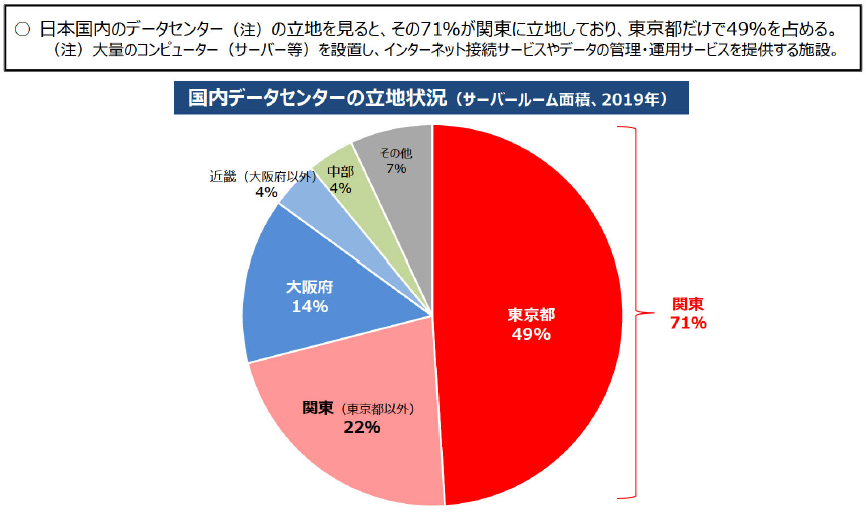 ○ 日本国内のデータセンター（注）の立地を見ると、その71%が関東に立地しており、東京都だけで49%を占める。
（注）大量のコンピューター（サーバー等）を設置し、インターネット接続サービスやデータの管理・運用サービスを提供する施設。
国内データセンターの立地状況（サーバールーム面積、2019年）
その他
7%
中部
4%
近畿（大阪府以外）
4%
大阪府
14%
東京都
49%
関東
71%
関東（東京都以外）
22%